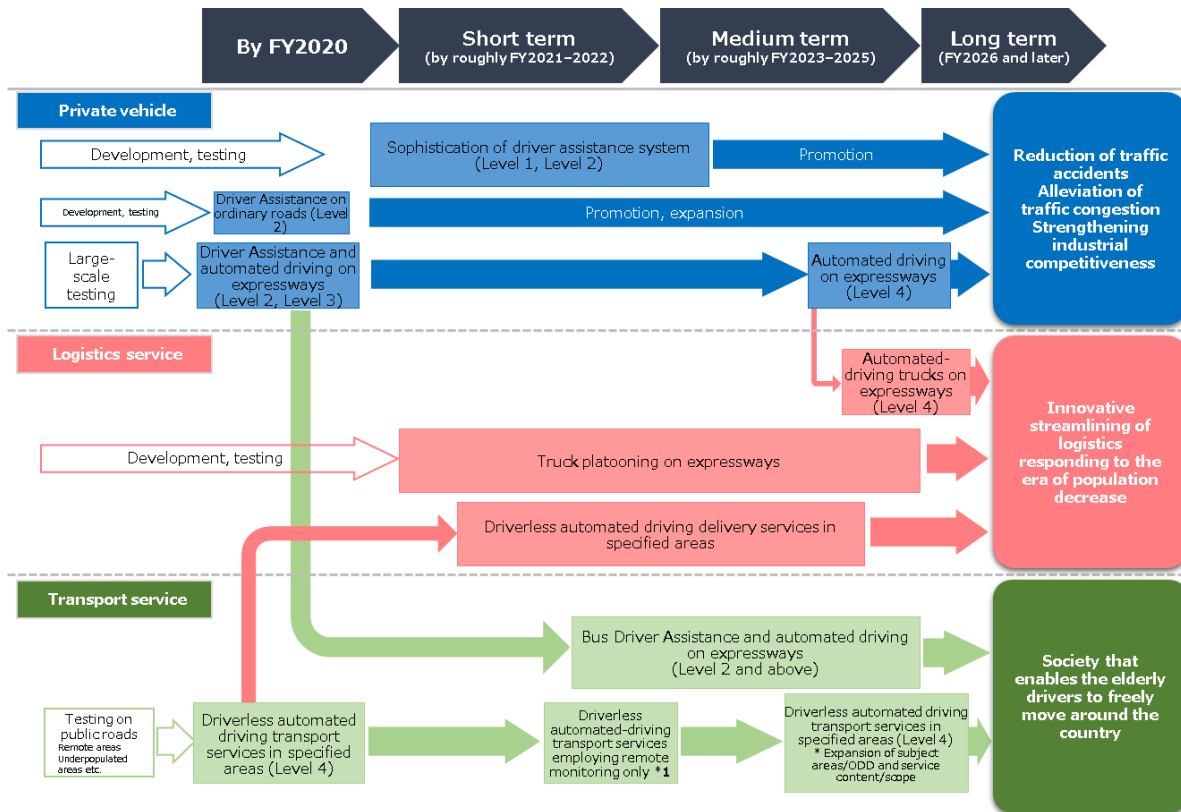 By FY2020
Short term
(by roughly FY2021–2022)
Medium term
(by roughly FY2023–2025)
Long term
(FY2026 and later)
Private vehicle
Development, testing
Sophistication of driver assistance system
(Level 1, Level 2)
Promotion
Development, testing
Driver Assistance on
ordinary roads (Level
2)
Promotion, expansion
Large-
scale
testing
Driver Assistance and
automated driving on
expressways
(Level 2, Level 3)
Automated driving
on expressways
(Level 4)
Reduction of traffic
accidents
Alleviation of
traffic congestion
Strengthening
industrial
competitiveness
Logistics service
Automated-
driving trucks on
expressways
(Level 4)
Development, testing
Truck platooning on expressways
Driverless automated driving delivery services in
specified areas
Innovative
streamlining of
logistics
responding to the
era of population
decrease
Transport service
Bus Driver Assistance and automated driving
on expressways
(Level 2 and above)
Testing on
public roads
Remote areas
Underpopulated
areas etc.
Driverless automated
driving transport
services in specified
areas (Level 4)
Driverless
automated-driving
transport services
employing remote
monitoring only *1
Driverless automated driving
transport services in
specified areas (Level 4)
* Expansion of subject
areas/ODD and service
content/scope
Society that
enables the elderly
drivers to freely
move around the
country